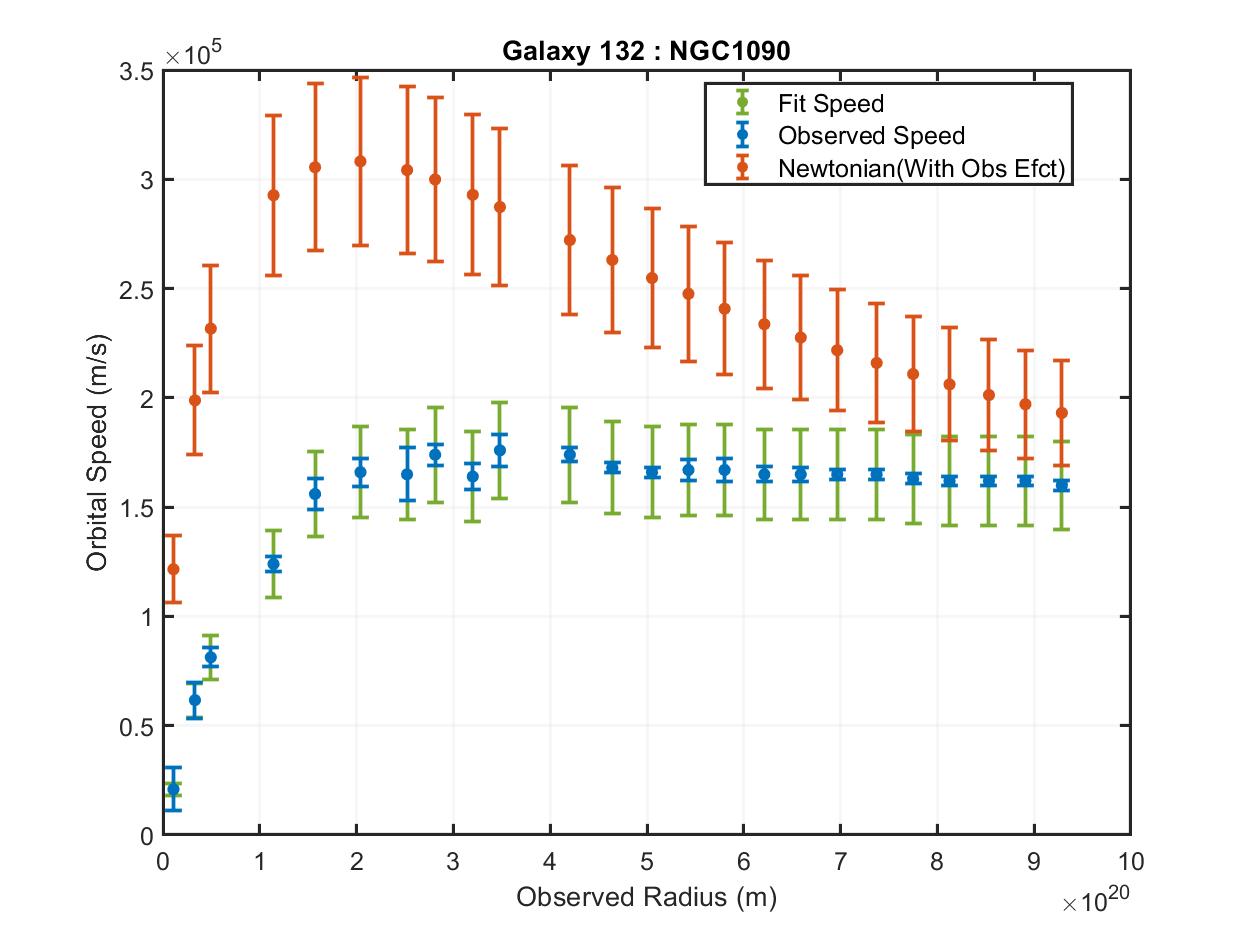 Galaxy 132 : NGC1090
×10^5
3.5
3
2.5
2
1.5
1
0.5
0
Orbital Speed (m/s)
Fit Speed
Observed Speed
Newtonian(With Obs Efct)
0 1 2 3 4 5 6 7 8 9 10
Observed Radius (m)
×10^20